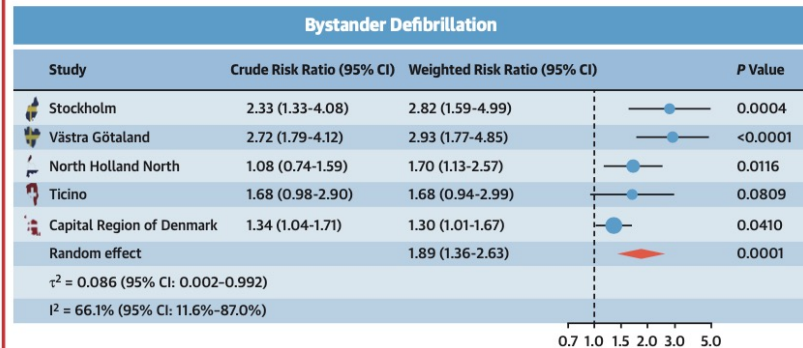 Bystander Defibrillation
Study Crude Risk Ratio (95% CI) Weighted Risk Ratio (95% CI) P Value
Stockholm 2.33 (1.33-4.08) 2.82 (1.59-4.99) 0.0004
Västra Götaland 2.72 (1.79-4.12) 2.93 (1.77-4.85) <0.0001
North Holland North 1.08 (0.74-1.59) 1.70 (1.13-2.57) 0.0116
Ticino 1.68 (0.98-2.90) 1.68 (0.94-2.99) 0.0809
Capital Region of Denmark 1.34 (1.04-1.71) 1.30 (1.01-1.67) 0.0410
Random effect 1.89 (1.36-2.63) 0.0001
τ² = 0.086 (95% CI: 0.002-0.992)
I² = 66.1% (95% CI: 11.6%-87.0%)
0.7 1.0 1.5 2.0 3.0 5.0